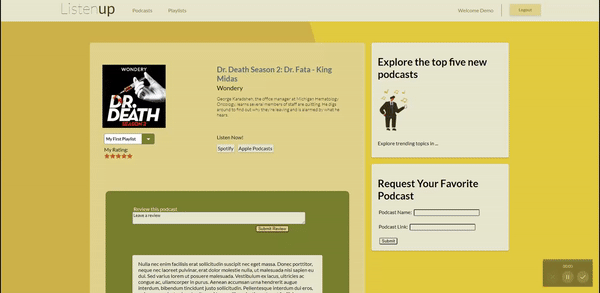 Listenup
Podcasts
Playlists
Welcome Demo
Logout
WONDERY
DR.
DEATH
SEASON 2
Dr. Death Season 2: Dr. Fata - King
Midas
Wondery
George Karadsheh, the office manager at Michigan Hematology
Oncology, learns several members of staff are quitting. He digs
around to find out why they're leaving and is alarmed by what he
hears.
My First Playlist
My Rating:
Listen Now!
Spotify
Apple Podcasts
Review this podcast
Leave a review
Submit Review
Nulla nec enim facilisis erat sollicitudin suscipit nec eget massa. Donec porttitor,
neque nec laoreet pulvinar, erat dolor molestie nulla, ut malesuada nisi sapien eu
dui. Sed varius lorem ut posuere malesuada. Vestibulum ex lacus, ultricies ac
congue ac, ullamcorper in purus. Aenean accumsan urna hendrerit augue
interdum, bibendum tincidunt justo sollicitudin. Pellentesque interdum dui eros,
Explore the top five new
podcasts
Explore trending topics in ...
Request Your Favorite
Podcast
Podcast Name:
Podcast Link:
Submit
00:00